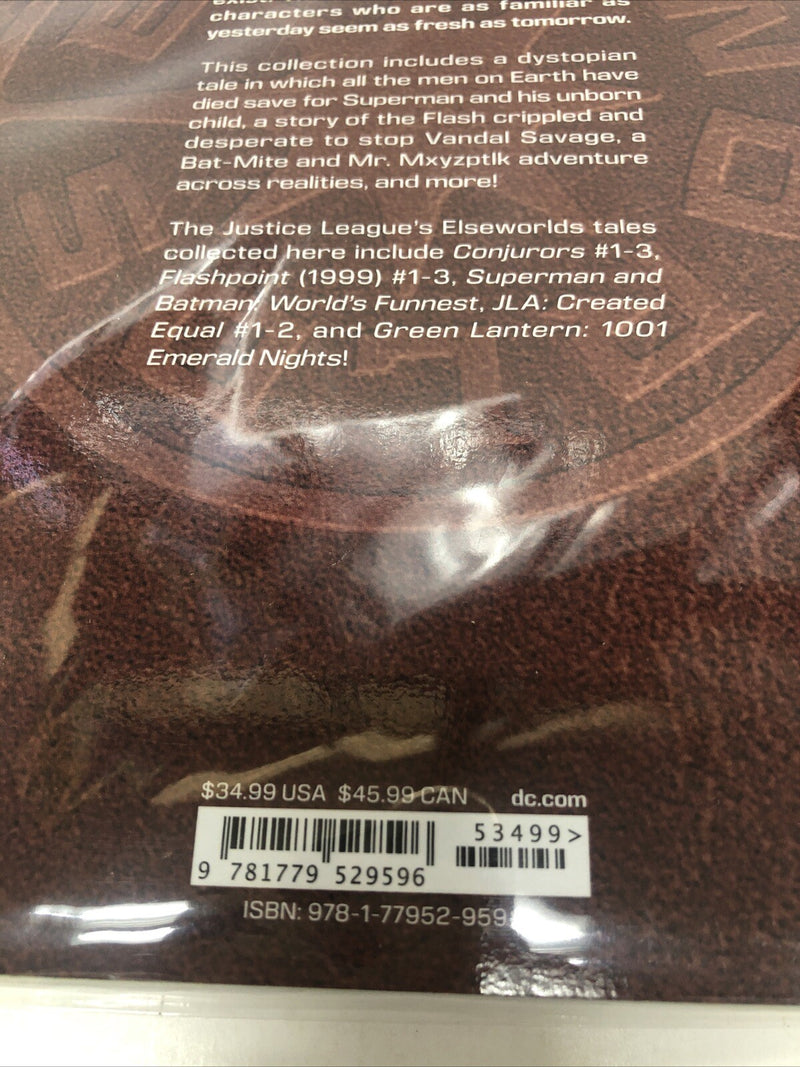 characters who are as familiar as
yesterday seem as fresh as tomorrow.
This collection includes a dystopian
tale in which all the men on Earth have
died save for Superman and his unborn
child, a story of the Flash crippled and
desperate to stop Vandal Savage, a
Bat-Mite and Mr. Mxyzptlk adventure
across realities, and more!
The Justice League's Elseworlds tales
collected here include Conjurors #1-3,
Flashpoint (1999) #1-3, Superman and
Batman: World's Funnest, JLA: Created
Equal #1-2, and Green Lantern: 1001
Emerald Nights!
$34.99 USA $45.99 CAN dc.com
53499>
9 781779 529596
ISBN: 978-1-77952-959